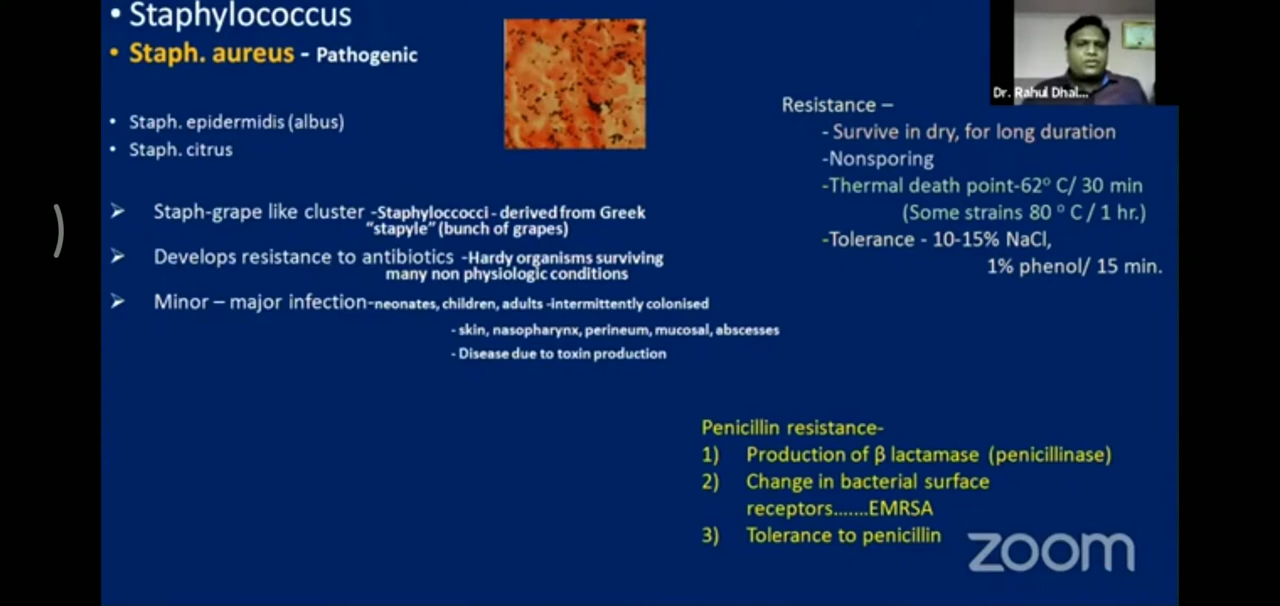 • Staphylococcus
• Staph. aureus - Pathogenic
• Staph. epidermidis (albus)
• Staph. citrus
➢ Staph-grape like cluster -Staphyloccocci - derived from Greek
“stapyle” (bunch of grapes)
➢ Develops resistance to antibiotics -Hardy organisms surviving
many non physiologic conditions
➢ Minor – major infection-neonates, children, adults -intermittently colonised
- skin, nasopharynx, perineum, mucosal, abscesses
- Disease due to toxin production
Dr. Rahul Dhal...
Resistance –
- Survive in dry, for long duration
-Nonsporing
-Thermal death point-62⁰ C/ 30 min
(Some strains 80 ⁰ C / 1 hr.)
-Tolerance - 10-15% NaCl,
1% phenol/ 15 min.
Penicillin resistance-
1) Production of β lactamase (penicillinase)
2) Change in bacterial surface
receptors.......EMRSA
3) Tolerance to penicillin
zoom